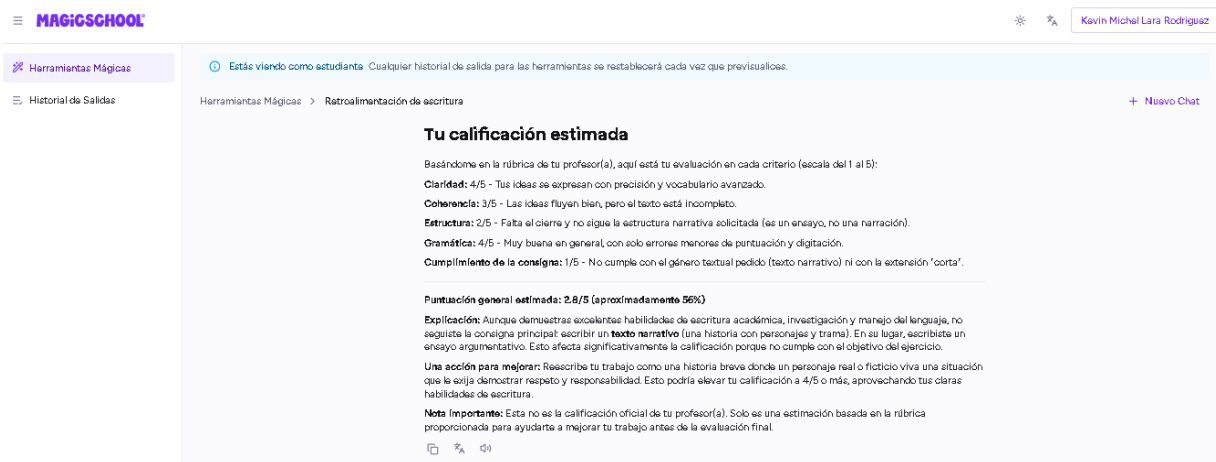 MAGiCSCHOOL
Kevin Michel Lara Rodriguez
Herramientas Mágicas
Historial de Salidas
Estás viendo como estudiante Cualquier historial de salida para las herramientas se restablecerá cada vez que previsualices.
Herramientas Mágicas > Retroalimentación de escritura
+ Nuevo Chat
Tu calificación estimada
Basándome en la rúbrica de tu profesor(a), aquí está tu evaluación en cada criterio (escala del 1 al 5):
Claridad: 4/5 - Tus ideas se expresan con precisión y vocabulario avanzado.
Coherencia: 3/5 - Las ideas fluyen bien, pero el texto está incompleto.
Estructura: 2/5 - Falta el cierre y no sigue la estructura narrativa solicitada (es un ensayo, no una narración).
Gramática: 4/5 - Muy buena en general, con solo errores menores de puntuación y digitación.
Cumplimiento de la consigna: 1/5 - No cumple con el género textual pedido (texto narrativo) ni con la extensión "corta".
Puntuación general estimada: 2.8/5 (aproximadamente 56%)
Explicación: Aunque demuestras excelentes habilidades de escritura académica, investigación y manejo del lenguaje, no
seguiste la consigna principal: escribir un texto narrativo (una historia con personajes y trama). En su lugar, escribiste un
ensayo argumentativo. Esto afecta significativamente la calificación porque no cumple con el objetivo del ejercicio.
Una acción para mejorar: Reescribe tu trabajo como una historia breve donde un personaje real o ficticio viva una situación
que le exija demostrar respeto y responsabilidad. Esto podría elevar tu calificación a 4/5 o más, aprovechando tus claras
habilidades de escritura.
Nota importante: Esta no es la calificación oficial de tu profesor(a). Solo es una estimación basada en la rúbrica
proporcionada para ayudarte a mejorar tu trabajo antes de la evaluación final.